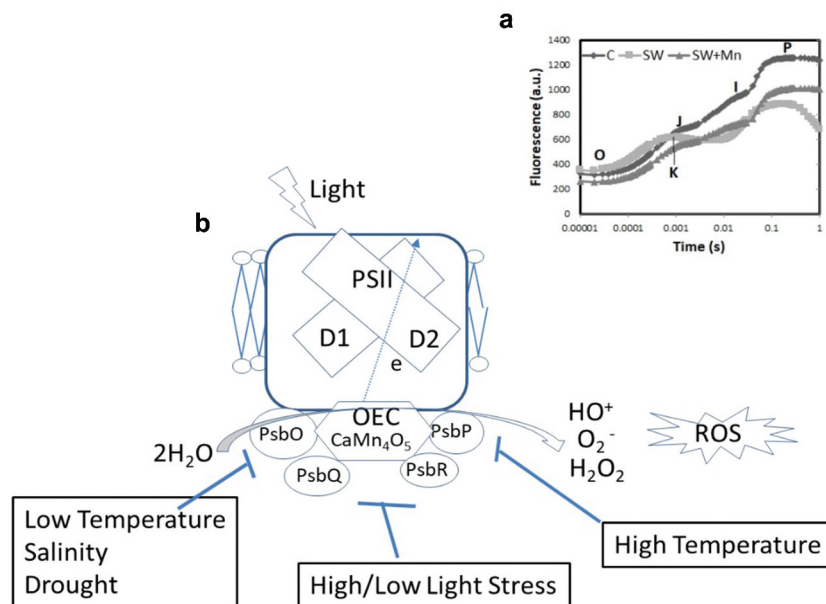 a
1400
1200
1000
800
600
400
200
0
Fluorescence (a.u.)
C SW SW+Mn
O
J
K
I
P
0.00001 0.0001 0.001 0.01 0.1 1
Time (s)
b
Light
PSII
D1 D2
e
OEC
CaMn₄O₅
PsbO
PsbP
PsbQ
PsbR
2H₂O
HO⁺
O₂⁻
H₂O₂
ROS
Low Temperature
Salinity
Drought
High/Low Light Stress
High Temperature